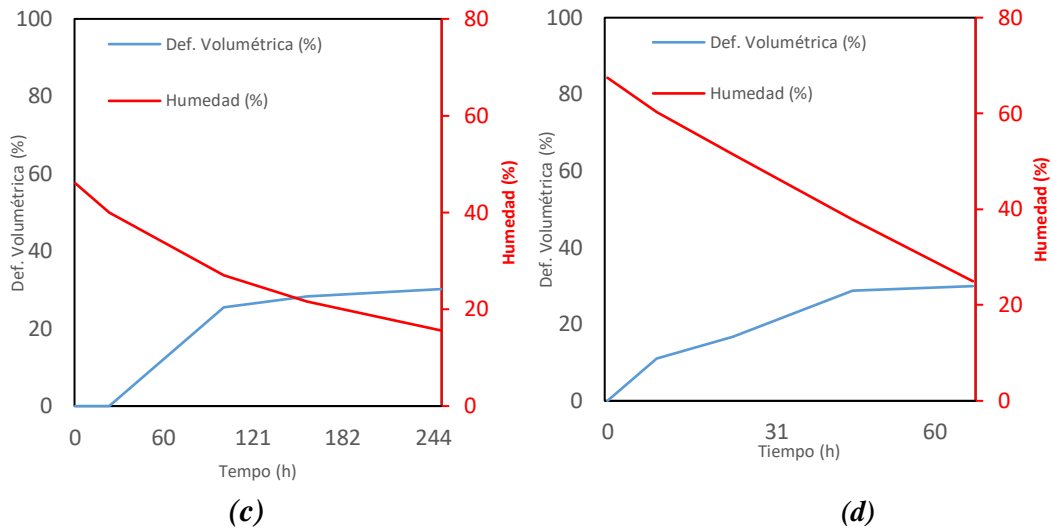 100
80
60
40
20
0
Def. Volumétrica (%)
Def. Volumétrica (%)
Humedad (%)
80
60
40
20
0
Humedad (%)
0 60 121 182 244
Tempo (h)
(c)
100
80
60
40
20
0
Def. Volumétrica (%)
Def. Volumétrica (%)
Humedad (%)
80
60
40
20
0
Humedad (%)
0 31 60
Tiempo (h)
(d)